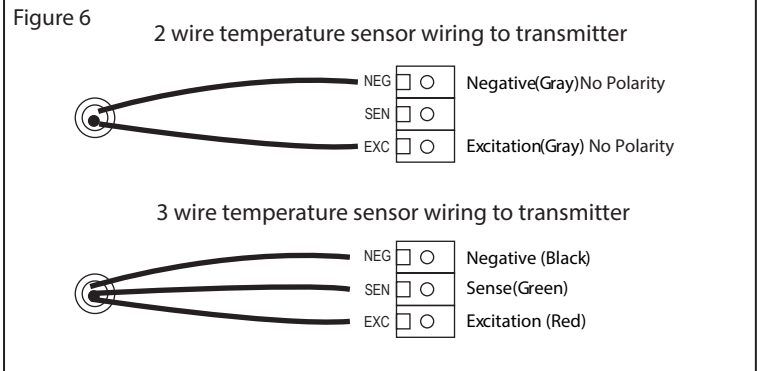 Figure 6
2 wire temperature sensor wiring to transmitter
NEG Negative(Gray)No Polarity
SEN
EXC Excitation(Gray) No Polarity
3 wire temperature sensor wiring to transmitter
NEG Negative (Black)
SEN Sense(Green)
EXC Excitation (Red)